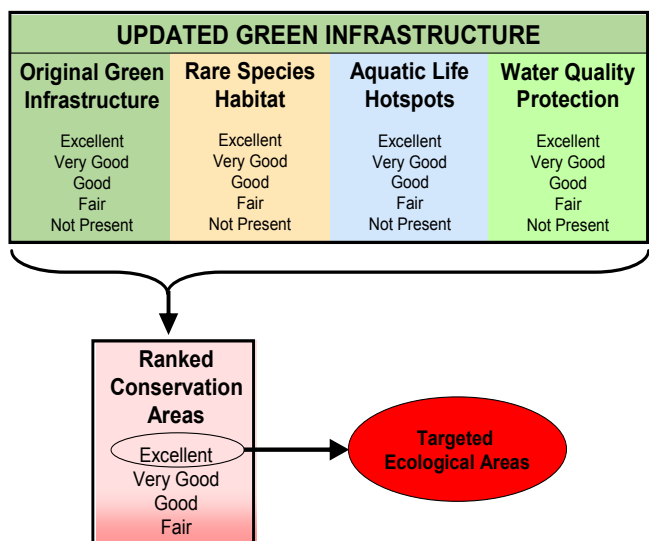 UPDATED GREEN INFRASTRUCTURE
Original Green
Infrastructure
Excellent
Very Good
Good
Fair
Not Present
Rare Species
Habitat
Excellent
Very Good
Good
Fair
Not Present
Aquatic Life
Hotspots
Excellent
Very Good
Good
Fair
Not Present
Water Quality
Protection
Excellent
Very Good
Good
Fair
Not Present
Ranked
Conservation
Areas
Excellent
Very Good
Good
Fair
Targeted
Ecological Areas